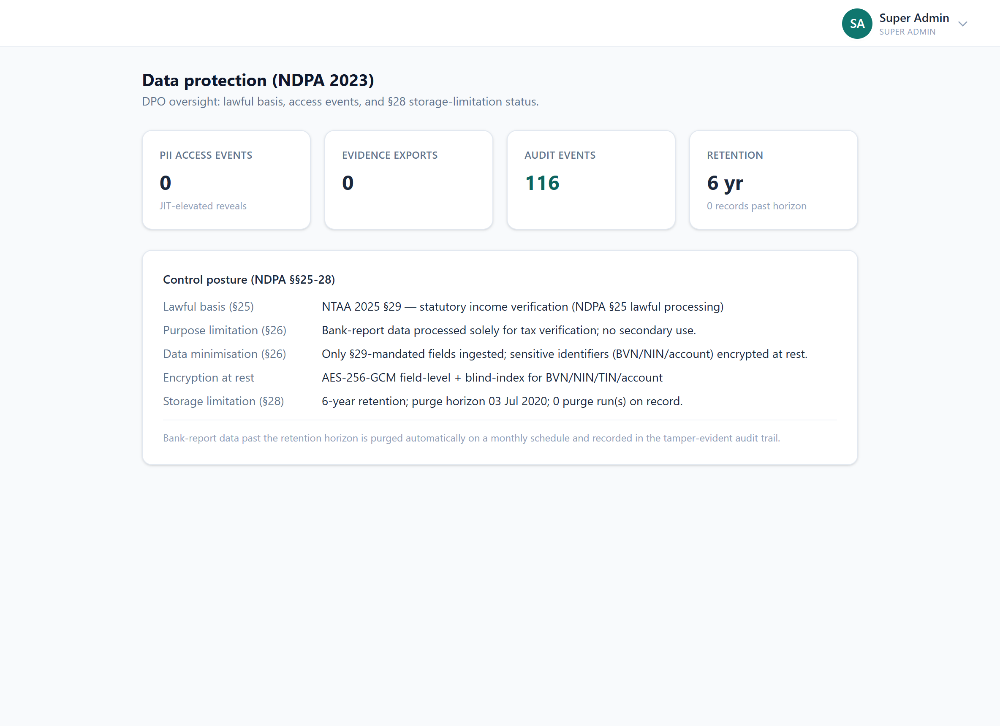 SA
Super Admin
SUPER ADMIN
Data protection (NDPA 2023)
DPO oversight: lawful basis, access events, and §28 storage-limitation status.
PII ACCESS EVENTS
0
JIT-elevated reveals
EVIDENCE EXPORTS
0
AUDIT EVENTS
116
RETENTION
6 yr
0 records past horizon
Control posture (NDPA §§25-28)
Lawful basis (§25) NTAA 2025 §29 — statutory income verification (NDPA §25 lawful processing)
Purpose limitation (§26) Bank-report data processed solely for tax verification; no secondary use.
Data minimisation (§26) Only §29-mandated fields ingested; sensitive identifiers (BVN/NIN/account) encrypted at rest.
Encryption at rest AES-256-GCM field-level + blind-index for BVN/NIN/TIN/account
Storage limitation (§28) 6-year retention; purge horizon 03 Jul 2020; 0 purge run(s) on record.
Bank-report data past the retention horizon is purged automatically on a monthly schedule and recorded in the tamper-evident audit trail.